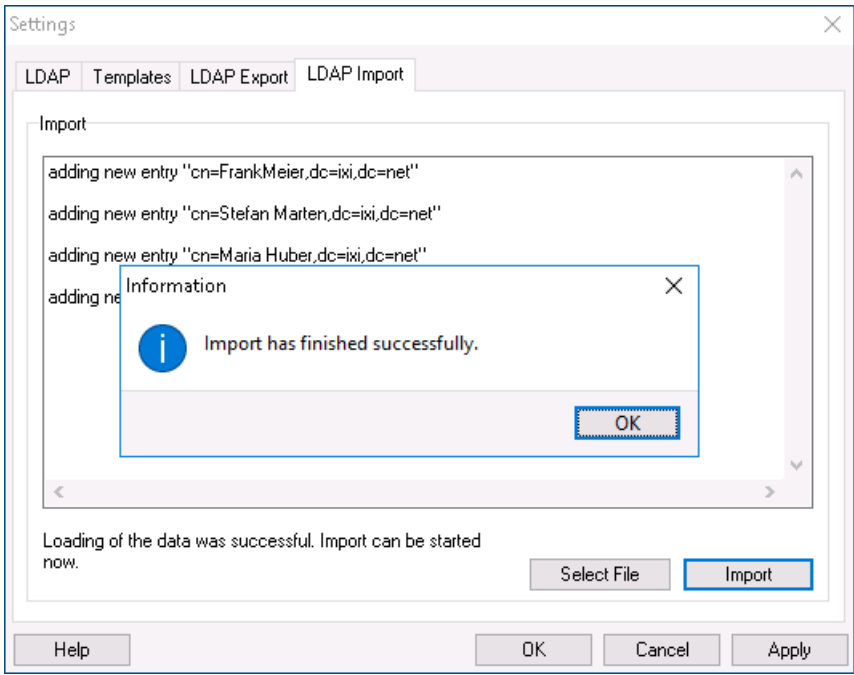 Settings
LDAP Templates LDAP Export LDAP Import
Import
adding new entry "cn=FrankMeier,dc=ixi,dc=net"
adding new entry "cn=Stefan Marten,dc=ixi,dc=net"
adding new entry "cn=Maria Huber,dc=ixi,dc=net"
adding
Information
Import has finished successfully.
OK
Loading of the data was successful. Import can be started
now.
Select File Import
Help OK Cancel Apply